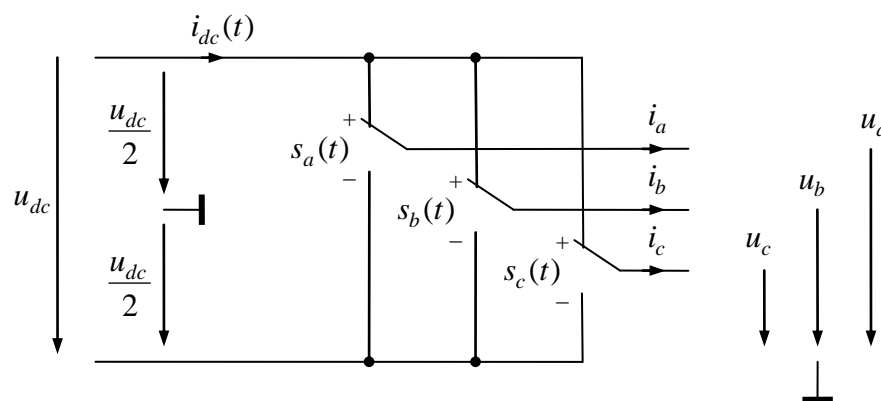 i_dc(t)
u_dc
u_dc/2
u_dc/2
+
s_a(t)
−
+
s_b(t)
−
+
s_c(t)
−
i_a
i_b
i_c
u_c
u_b